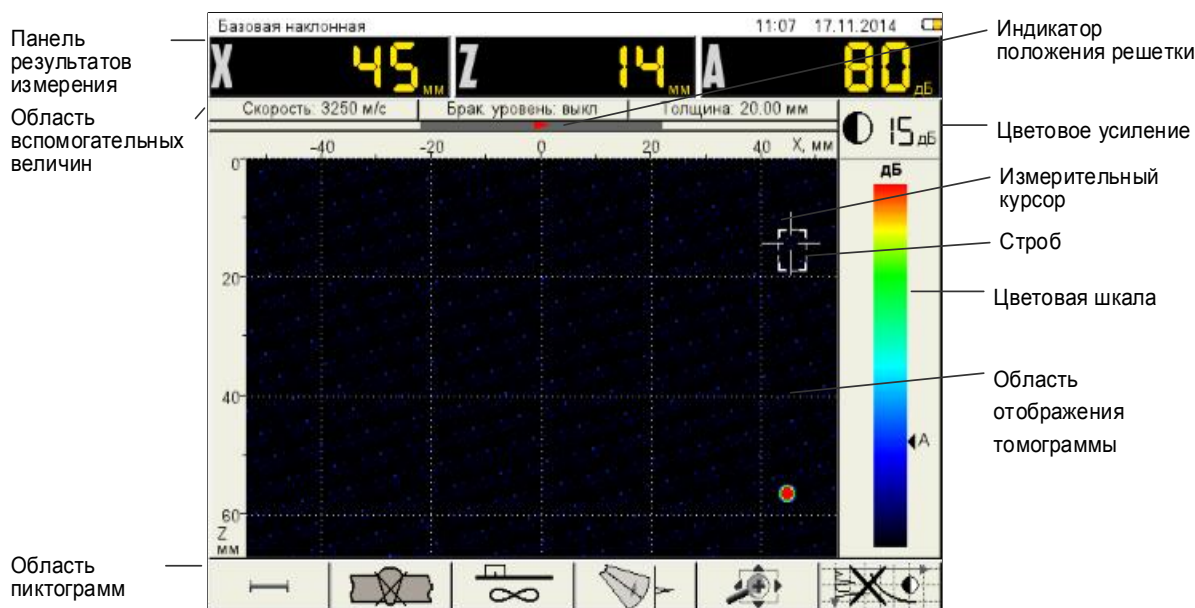 Базовая наклонная 11:07 17.11.2014
Панель
результатов
измерения
X 45 мм Z 14 мм A 80 дБ
Индикатор
положения решетки
Область
вспомогательных
величин
Скорость: 3250 м/с Брак. уровень: выкл Толщина: 20.00 мм
15 дБ
Цветовое усиление
-40 -20 0 20 40 X, мм
0
20
40
60
Z
мм
дБ
A
Измерительный
курсор
Строб
Цветовая шкала
Область
отображения
томограммы
Область
пиктограмм